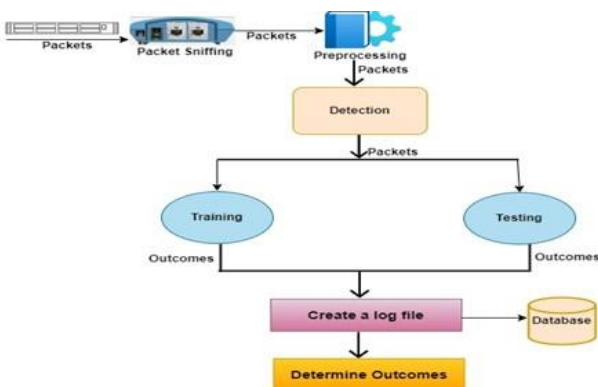 Packets
Packet Sniffing
Packets
Preprocessing
Packets
Detection
Packets
Training
Testing
Outcomes
Outcomes
Create a log file
Database
Determine Outcomes